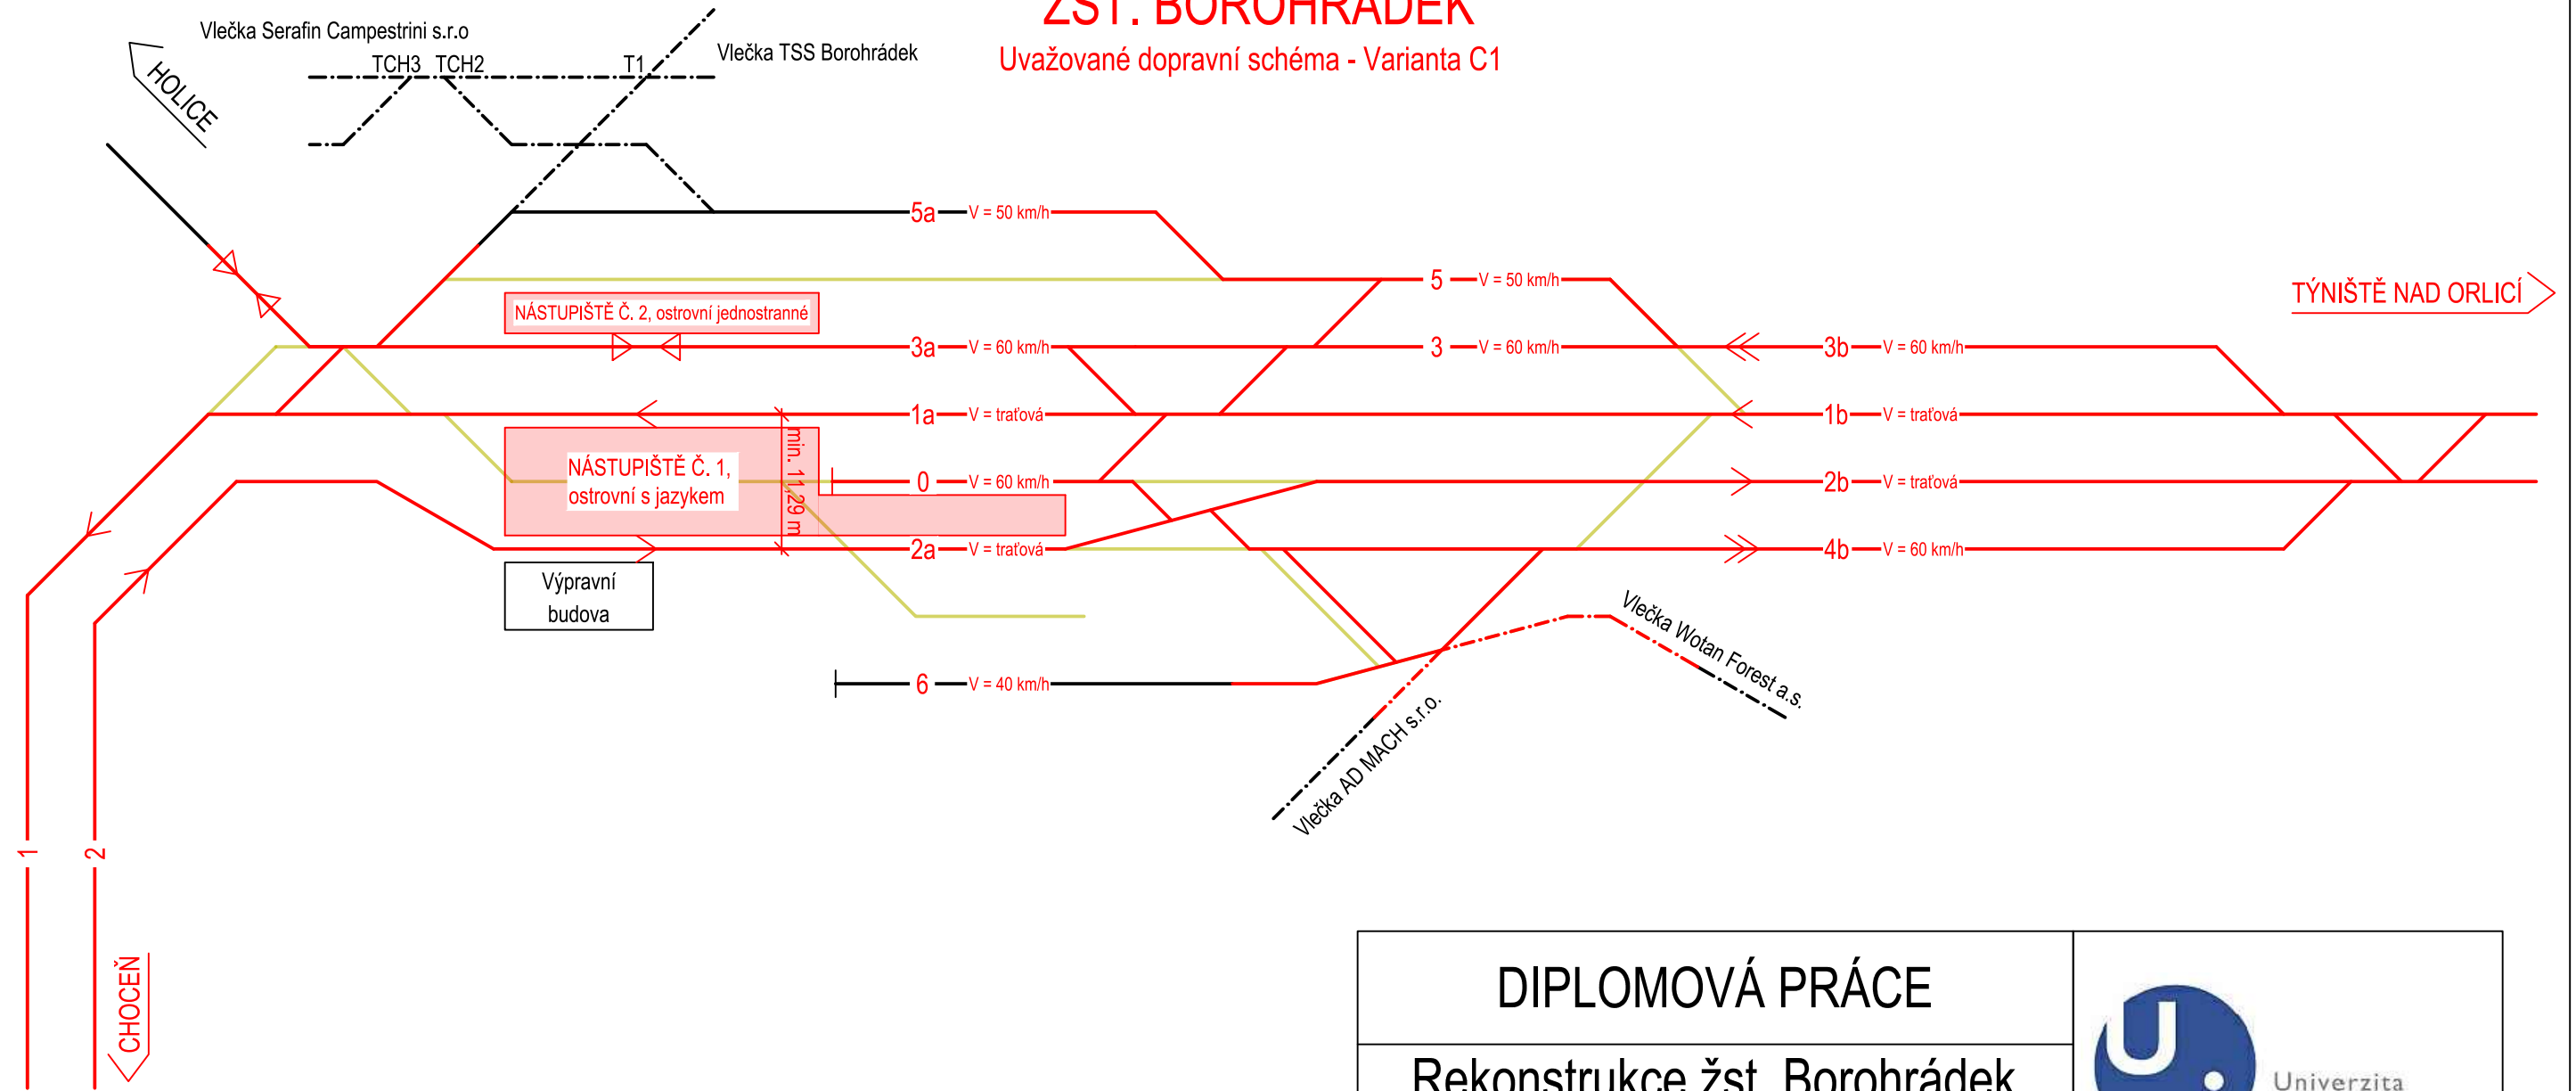 ŽST. BOROHRÁDEK
Uvažované dopravní schéma - Varianta C1
Vlečka Serafin Campestrini s.r.o
HOLICE
TCH3
TCH2
T1
Vlečka TSS Borohrádek
5a
V = 50 km/h
5
V = 50 km/h
TÝNIŠTĚ NAD ORLICÍ
NÁSTUPIŠTĚ Č. 2, ostrovní jednostranné
3a
V = 60 km/h
3
V = 60 km/h
3b
V = 60 km/h
1a
V = traťová
1b
V = traťová
NÁSTUPIŠTĚ Č. 1,
ostrovní s jazykem
min. 11,29 m
0
V = 60 km/h
2b
V = traťová
2a
V = traťová
4b
V = 60 km/h
Výpravní
budova
Vlečka Wotan Forest a.s.
6
V = 40 km/h
Vlečka AD MACH s.r.o.
1
2
CHOCEŇ
DIPLOMOVÁ PRÁCE
Rekonstrukce žst. Borohrádek
Univerzita